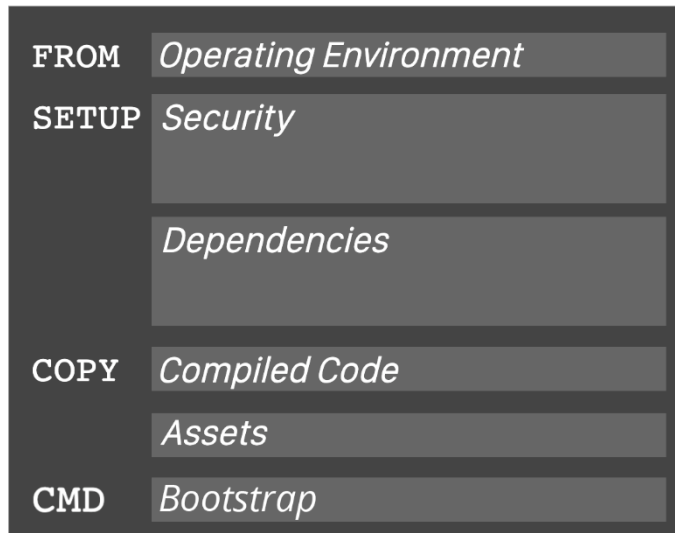 FROM Operating Environment
SETUP Security
Dependencies
COPY Compiled Code
Assets
CMD Bootstrap